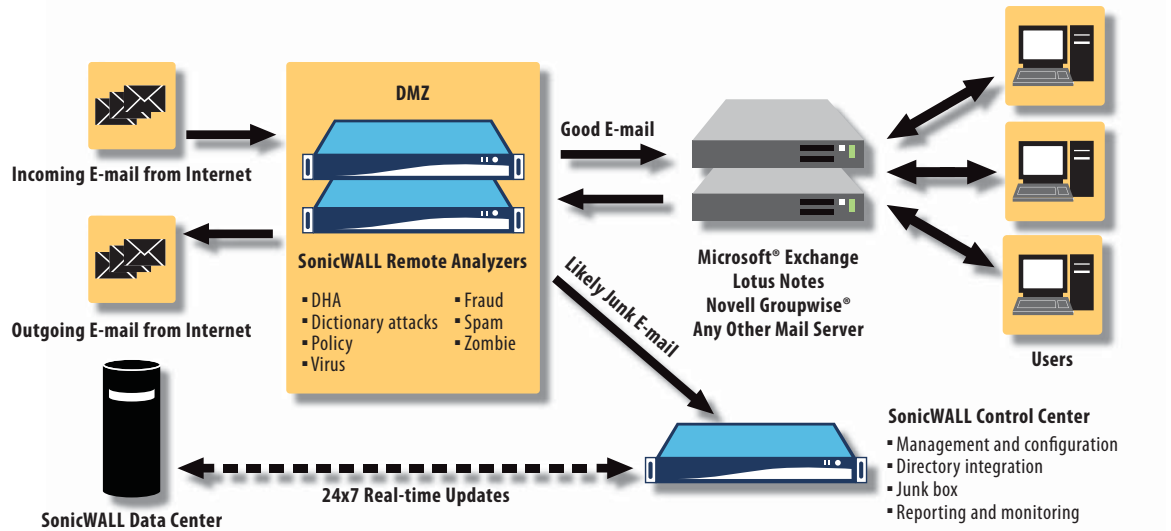 Incoming E-mail from Internet
Outgoing E-mail from Internet
DMZ
SonicWALL Remote Analyzers
▪ DHA
▪ Dictionary attacks
▪ Policy
▪ Virus
▪ Fraud
▪ Spam
▪ Zombie
Good E-mail
Likely Junk E-mail
Microsoft® Exchange
Lotus Notes
Novell Groupwise®
Any Other Mail Server
Users
SonicWALL Data Center
24x7 Real-time Updates
SonicWALL Control Center
▪ Management and configuration
▪ Directory integration
▪ Junk box
▪ Reporting and monitoring